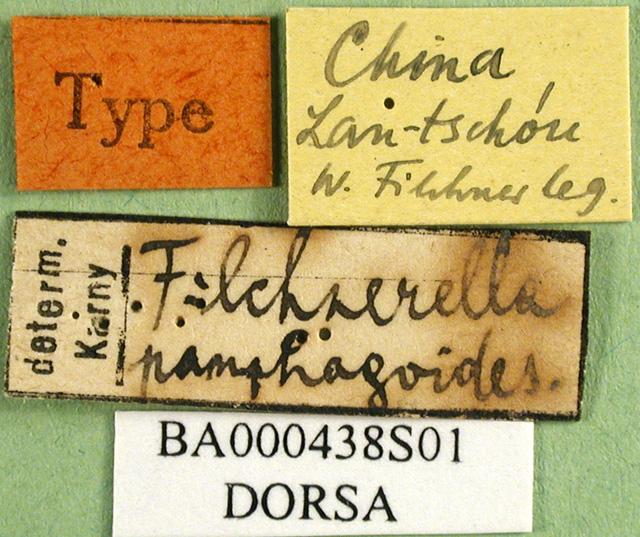 Type
China
Lan-tschóu
W. Filchner leg.
determ.
Karny
Filchnerella
pamphagoides.
BA000438S01
DORSA